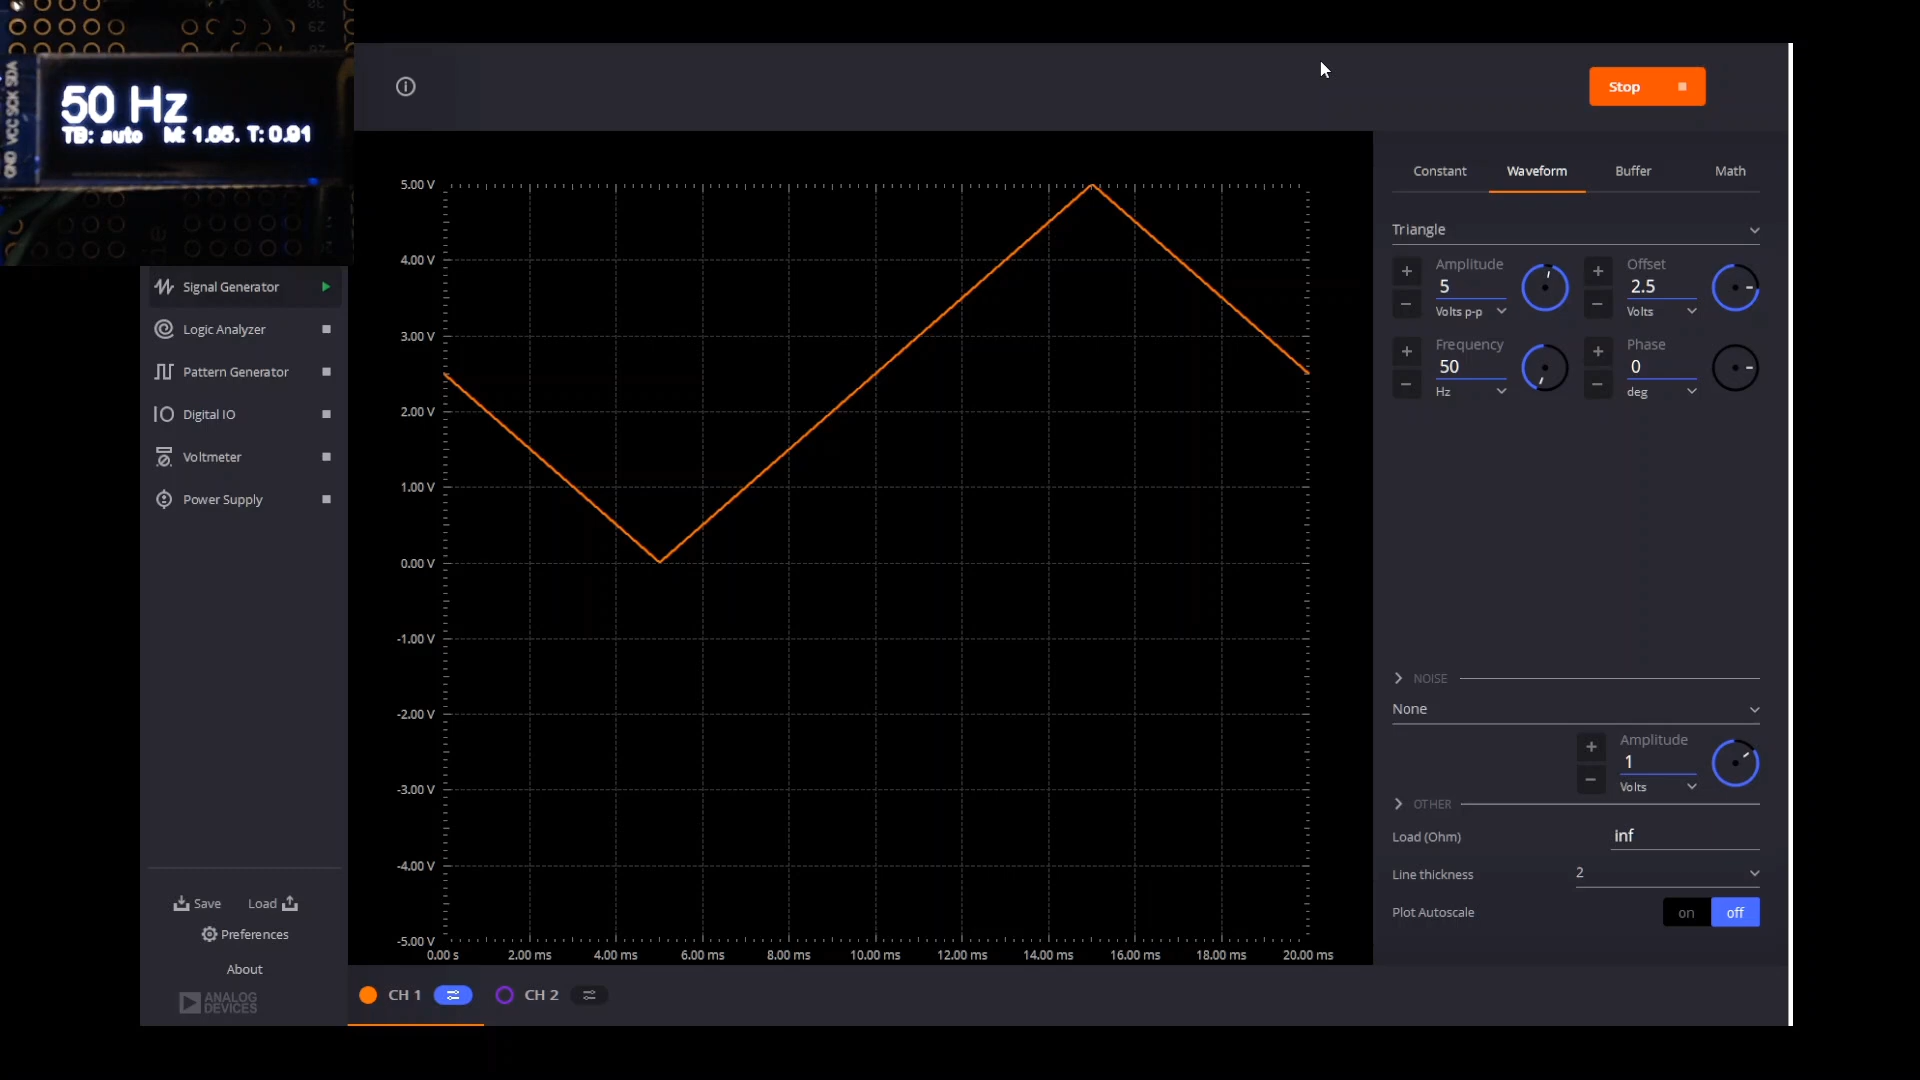 GND VCC SCK SDA
50 Hz
TB: auto M: 1.65. T: 0.91
Stop
Signal Generator
Logic Analyzer
Pattern Generator
Digital IO
Voltmeter
Power Supply
Save Load
Preferences
About
ANALOG
DEVICES
5.00 V
4.00 V
3.00 V
2.00 V
1.00 V
0.00 V
-1.00 V
-2.00 V
-3.00 V
-4.00 V
-5.00 V
0.00 s 2.00 ms 4.00 ms 6.00 ms 8.00 ms 10.00 ms 12.00 ms 14.00 ms 16.00 ms 18.00 ms 20.00 ms
CH 1 CH 2
Constant Waveform Buffer Math
Triangle
Amplitude Offset
5 2.5
Volts p-p Volts
Frequency Phase
50 0
Hz deg
NOISE
None
Amplitude
1
Volts
OTHER
Load (Ohm) inf
Line thickness 2
Plot Autoscale on off